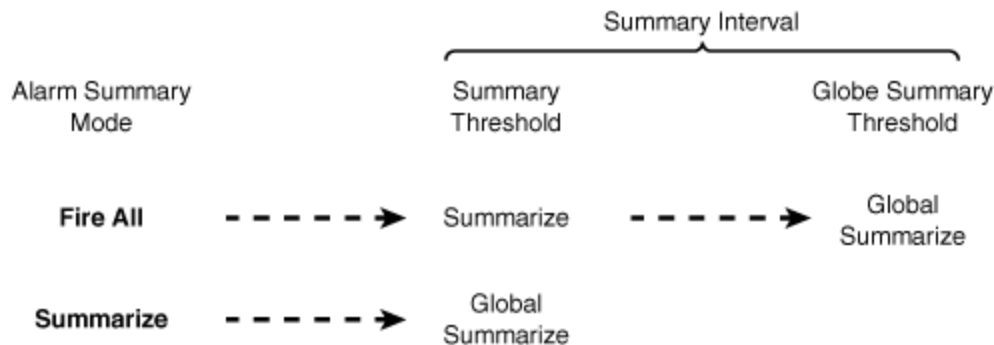 Summary Interval
Alarm Summary
Mode
Summary
Threshold
Globe Summary
Threshold
Fire All
Summarize
Global
Summarize
Summarize
Global
Summarize